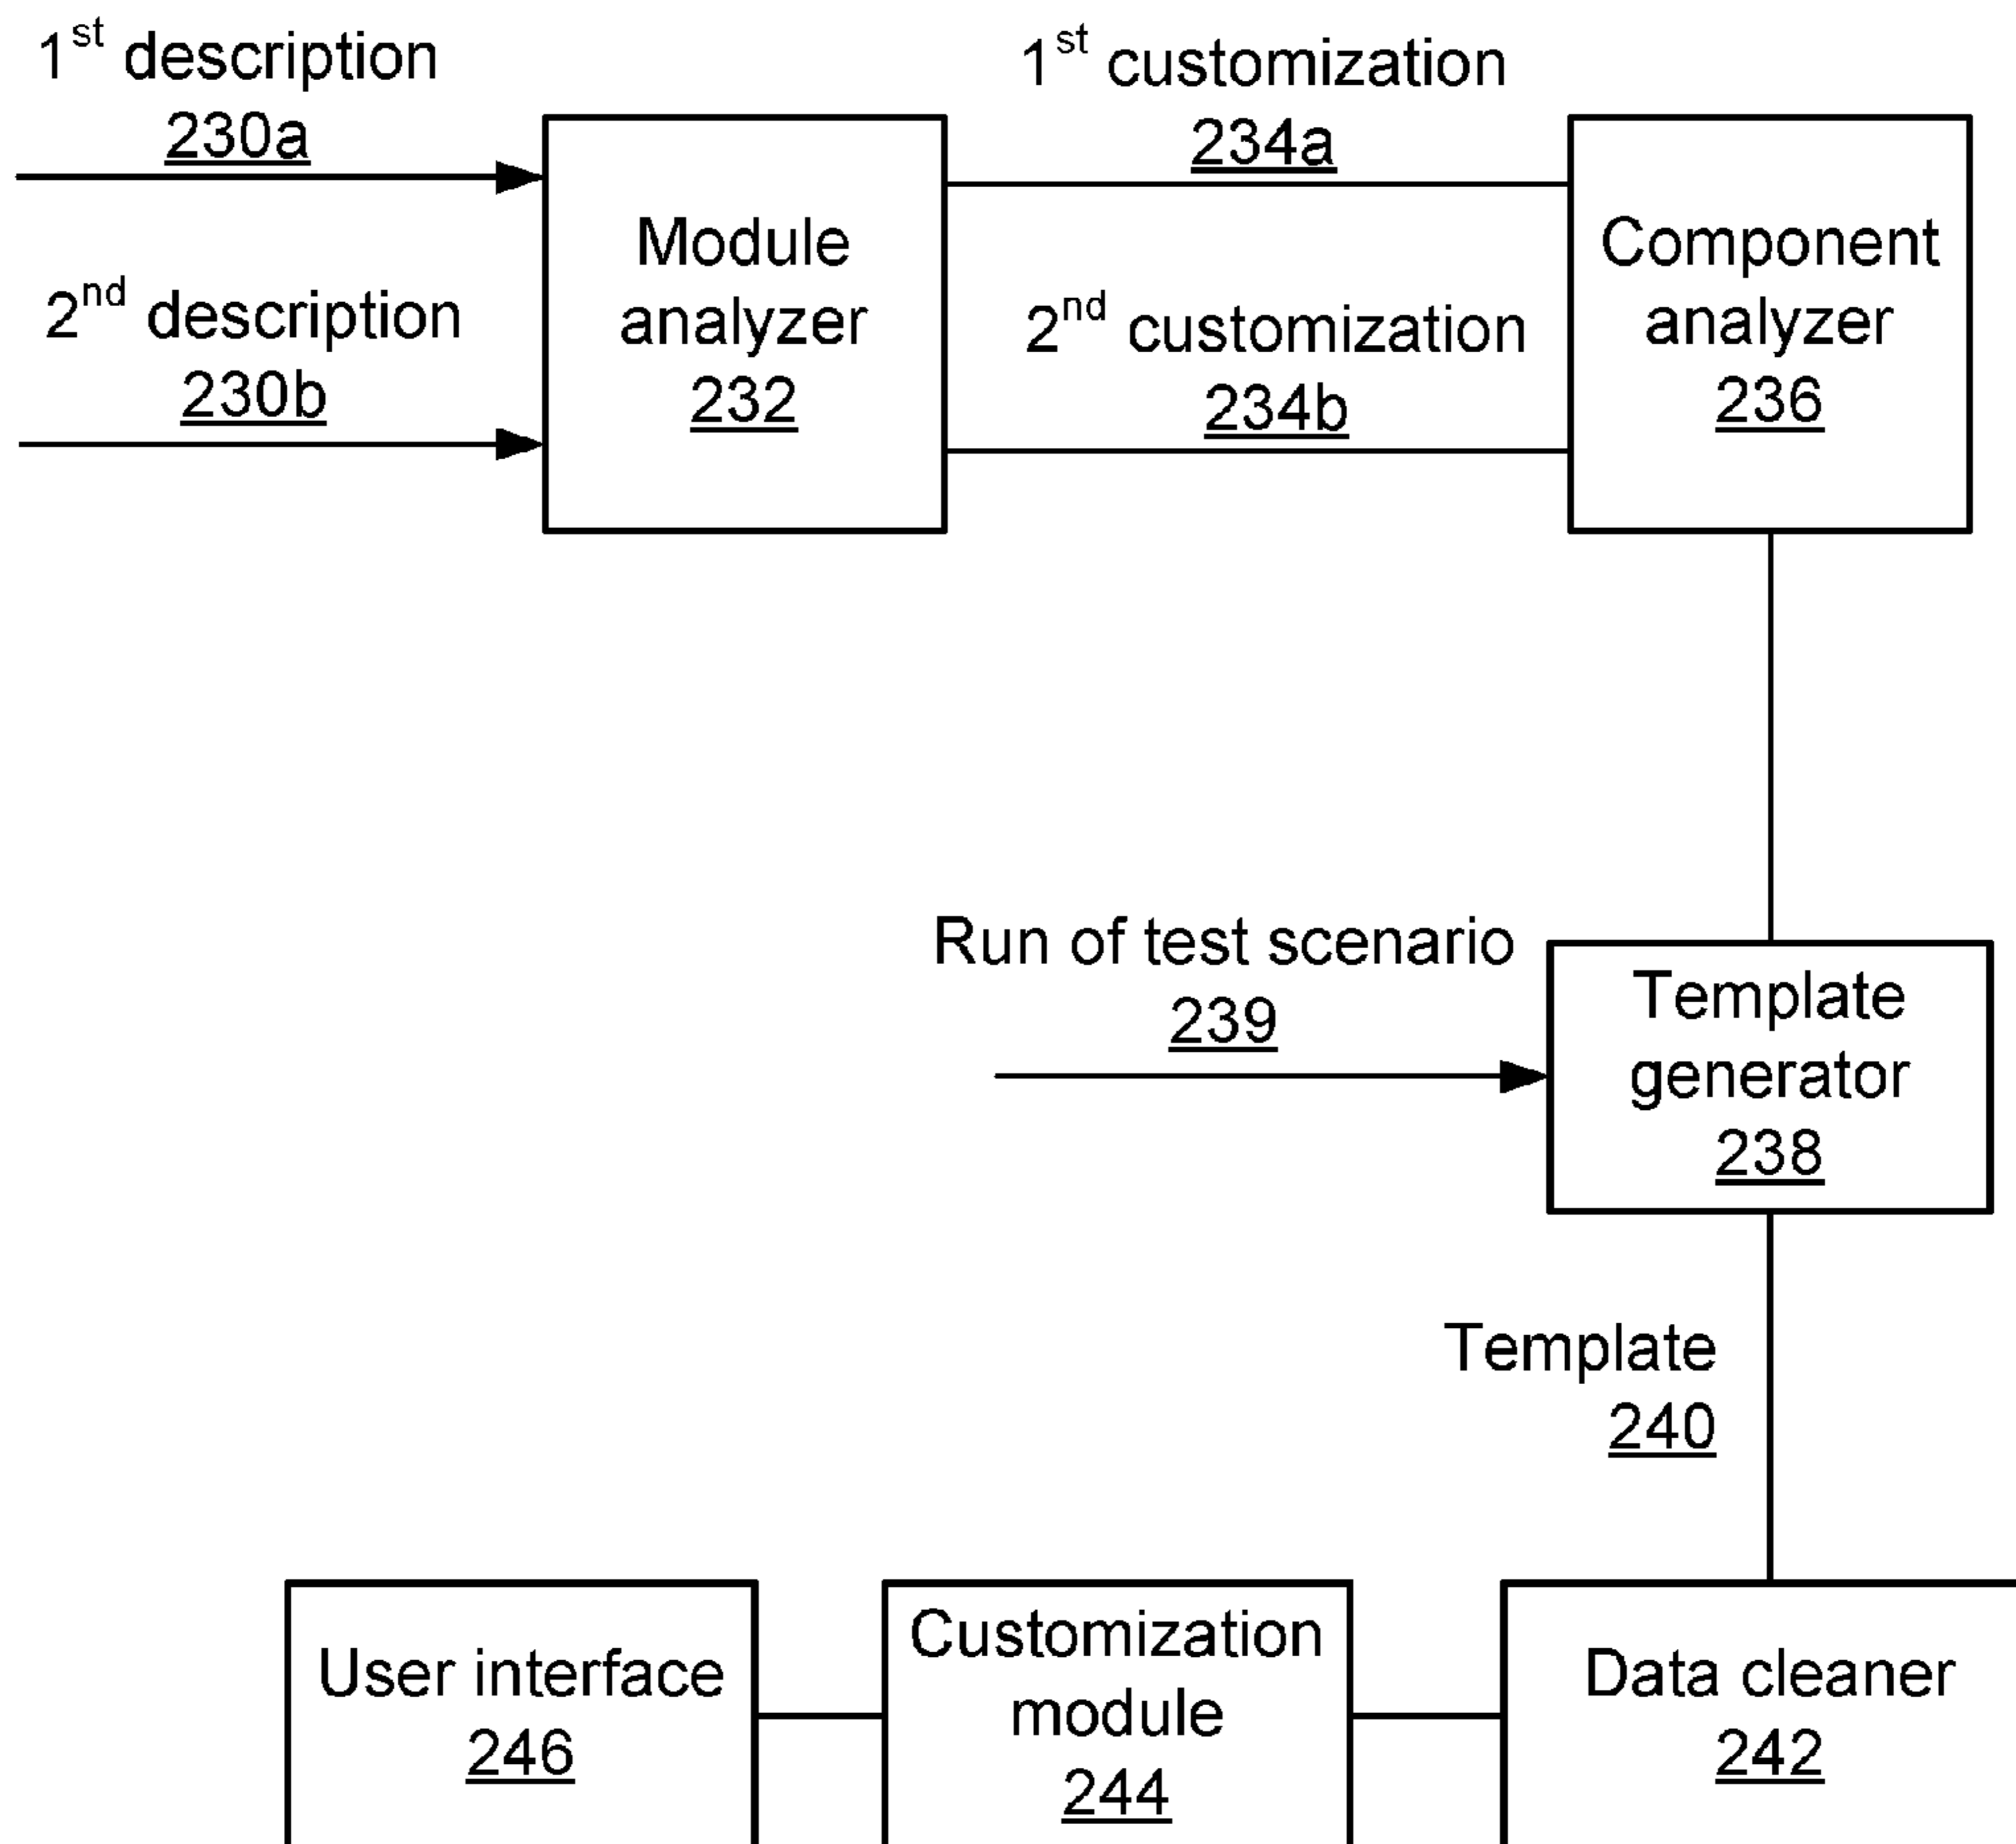 1st description
230a
2nd description
230b
Module
analyzer
232
1st customization
234a
2nd customization
234b
Component
analyzer
236
Run of test scenario
239
Template
generator
238
Template
240
User interface
246
Customization
module
244
Data cleaner
242